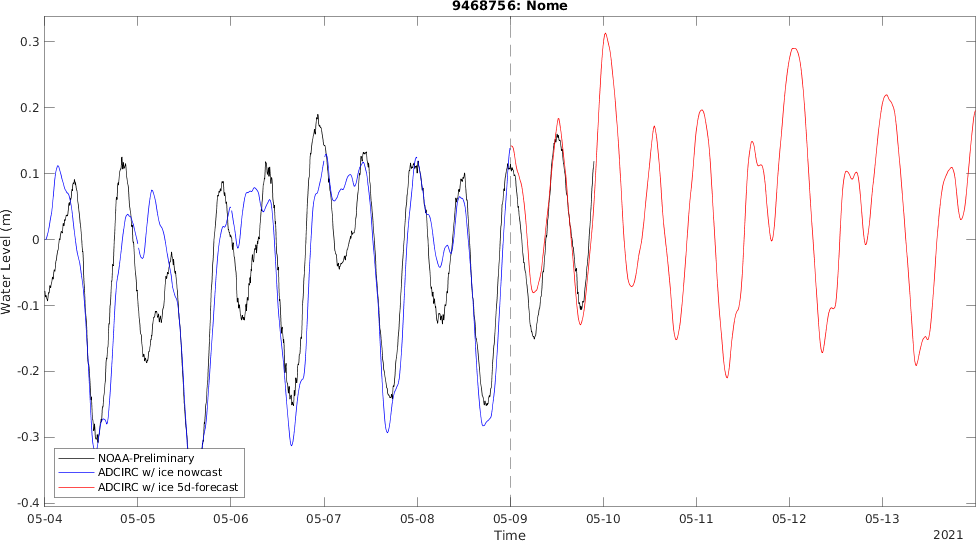 9468756: Nome
0.3
0.2
0.1
0
-0.1
-0.2
-0.3
-0.4
Water Level (m)
NOAA-Preliminary
ADCIRC w/ ice nowcast
ADCIRC w/ ice 5d-forecast
05-04 05-05 05-06 05-07 05-08 05-09 05-10 05-11 05-12 05-13
Time
2021